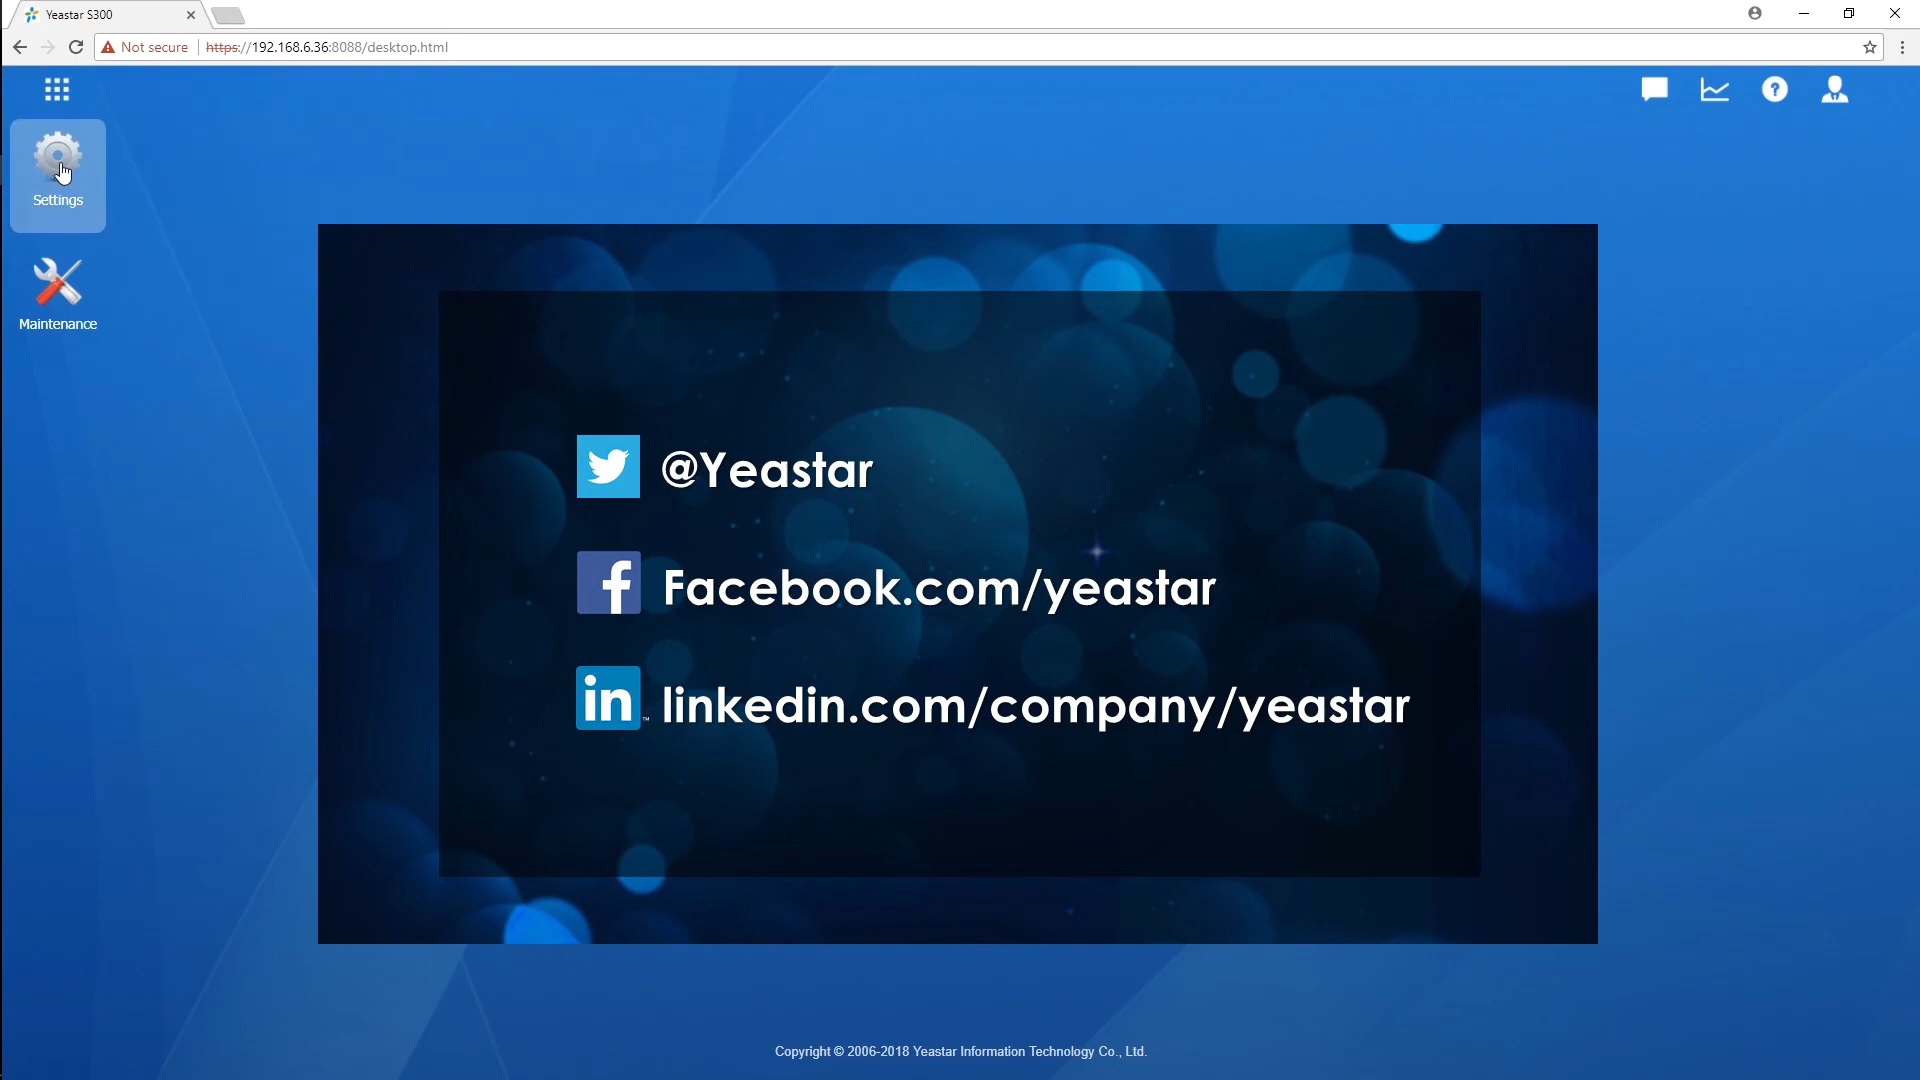 Yeastar S300
Not secure
https://192.168.6.36:8088/desktop.html
Settings
Maintenance
@Yeastar
Facebook.com/yeastar
in™ linkedin.com/company/yeastar
Copyright © 2006-2018 Yeastar Information Technology Co., Ltd.